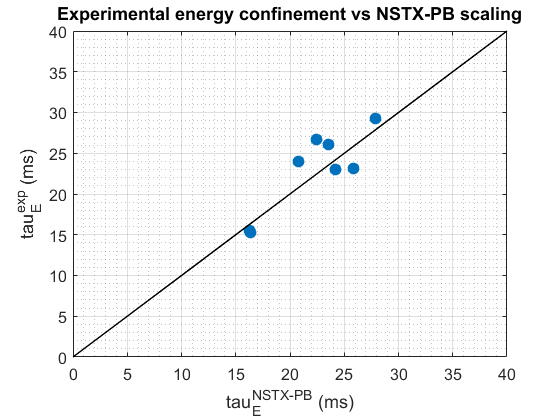 Experimental energy confinement vs NSTX-PB scaling
40
35
30
25
20
15
10
5
0
tau_E^exp (ms)
0 5 10 15 20 25 30 35 40
tau_E^NSTX-PB (ms)